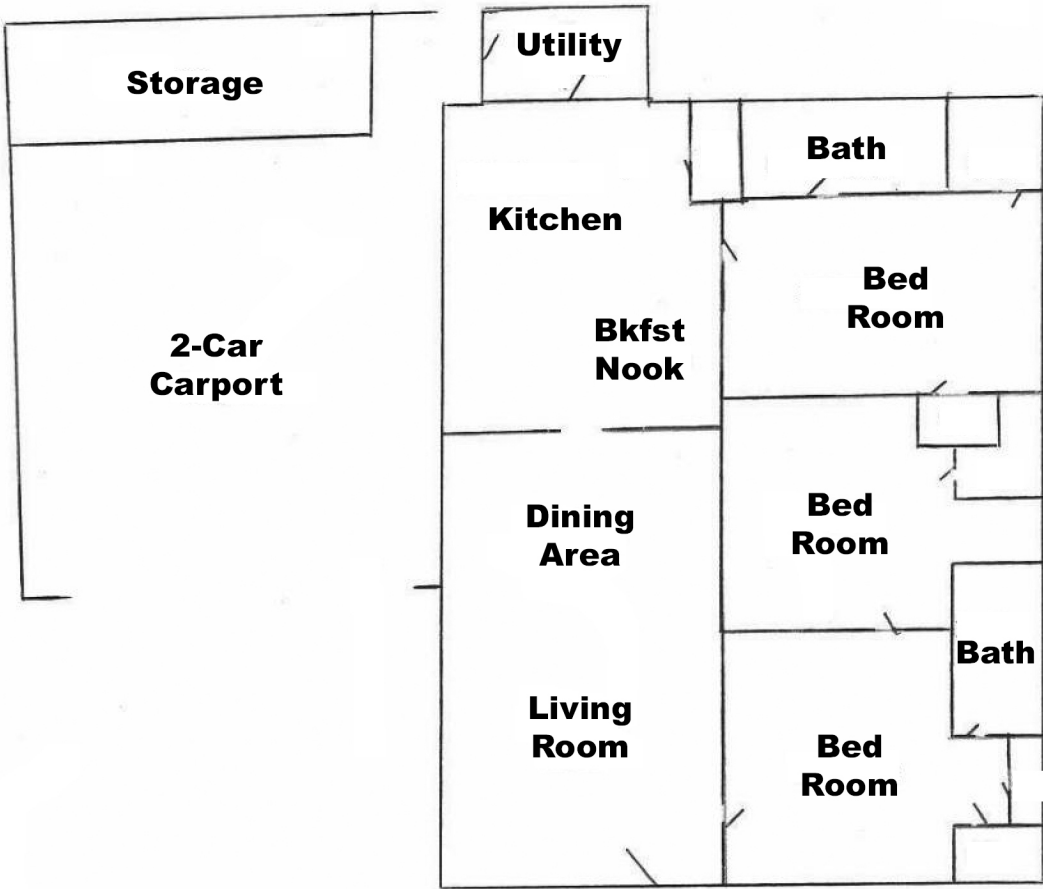 Utility
Storage
Bath
Kitchen
Bed
Room
Bkfst
Nook
2-Car
Carport
Bed
Room
Dining
Area
Bath
Living
Room
Bed
Room